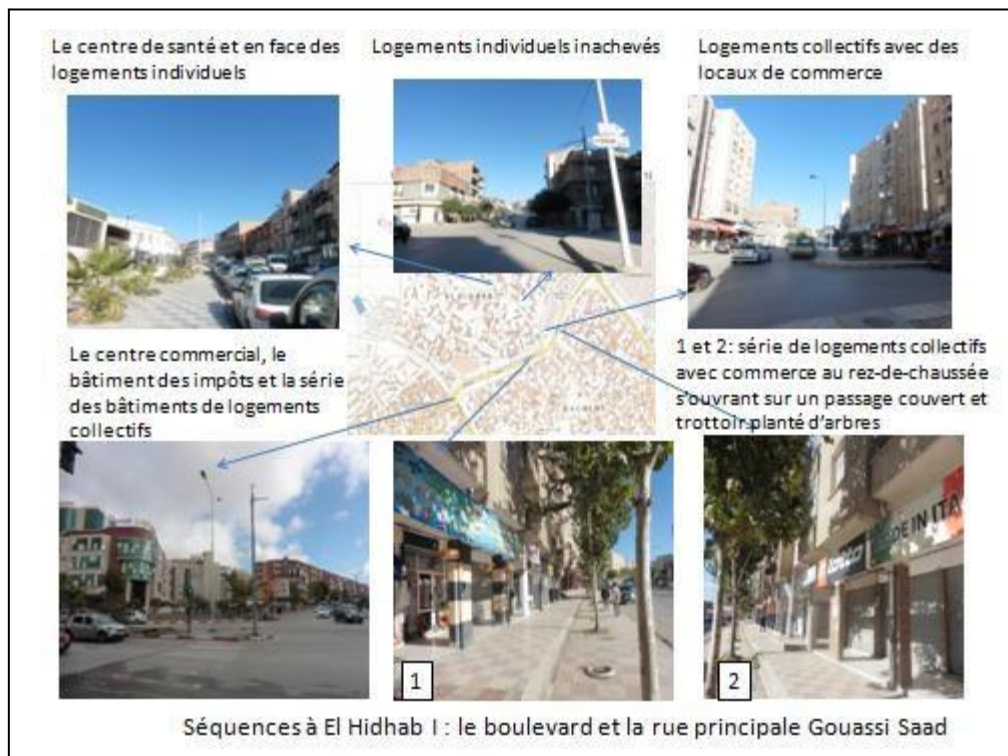 Le centre de santé et en face des
logements individuels
Logements individuels inachevés
Logements collectifs avec des
locaux de commerce
Le centre commercial, le
bâtiment des impôts et la série
des bâtiments de logements
collectifs
1 et 2: série de logements collectifs
avec commerce au rez-de-chaussée
s'ouvrant sur un passage couvert et
trottoir planté d'arbres
1
2
Séquences à El Hidhab I : le boulevard et la rue principale Gouassi Saad